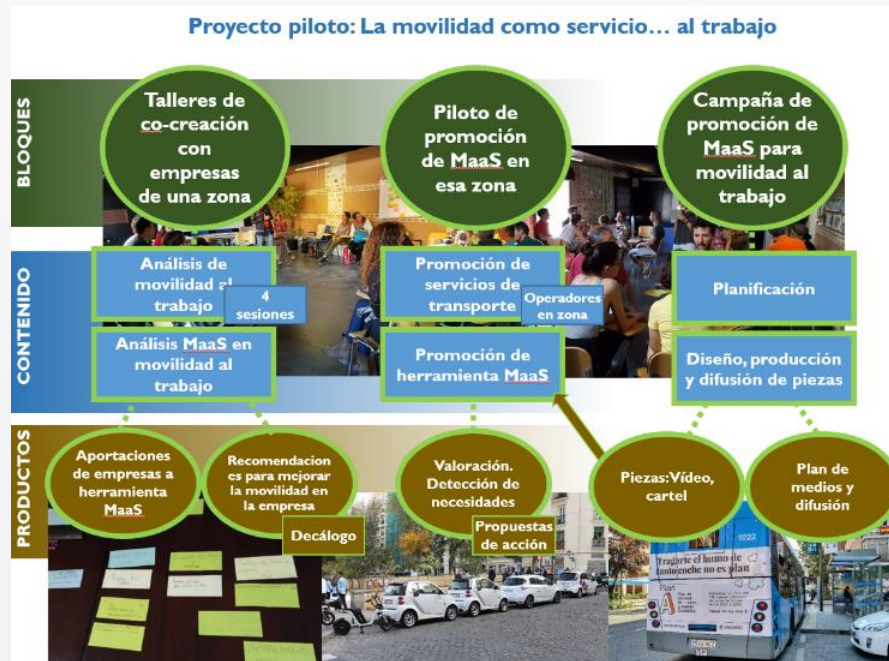 Proyecto piloto: La movilidad como servicio… al trabajo
BLOQUES
Talleres de
co-creación
con
empresas
de una zona
Piloto de
promoción
de MaaS en
esa zona
Campaña de
promoción de
MaaS para
movilidad al
trabajo
CONTENIDO
Análisis de
movilidad al
trabajo
4
sesiones
Análisis MaaS en
movilidad al
trabajo
Promoción de
servicios de
transporte
Operadores
en zona
Promoción de
herramienta MaaS
Planificación
Diseño, producción
y difusión de piezas
PRODUCTOS
Aportaciones
de empresas a
herramienta
MaaS
Recomendacion
es para mejorar
la movilidad en
la empresa
Decálogo
Valoración.
Detección de
necesidades
Propuestas
de acción
Piezas: Vídeo,
cartel
Plan de
medios y
difusión
Tragarte el humo de
tanto coche no es plan
Plan
A